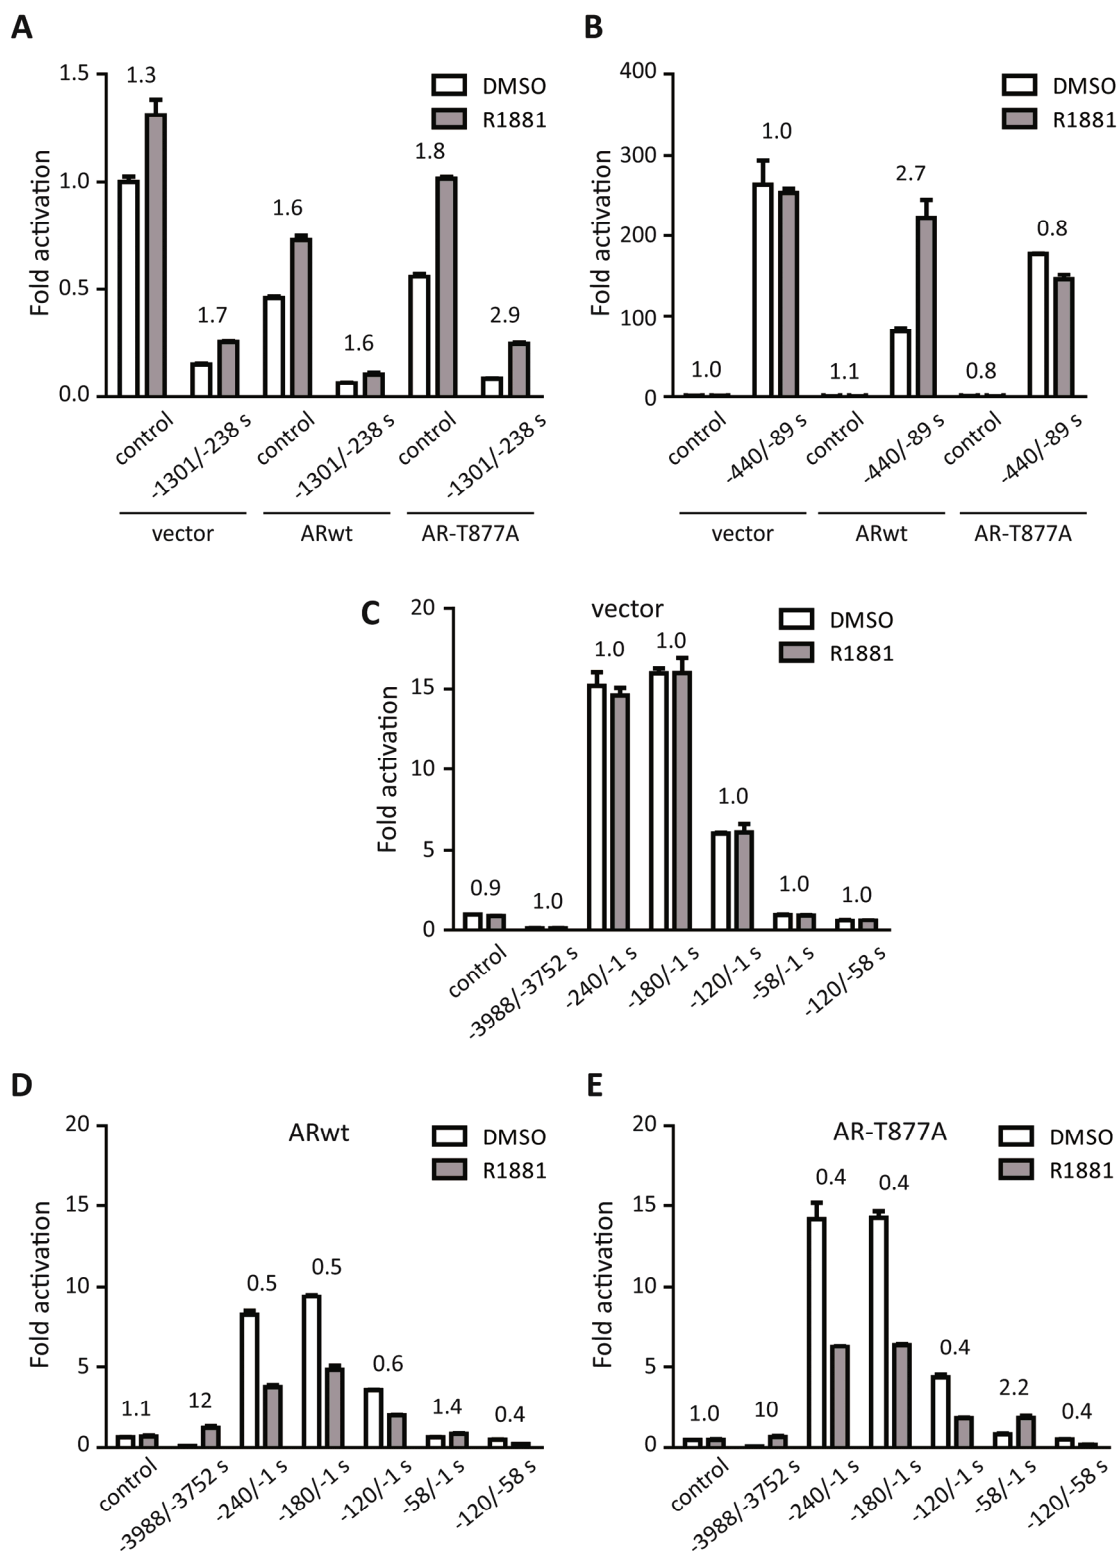 A
Fold activation
1.5
1.0
0.5
0.0
DMSO
R1881
1.3
1.7
1.6
1.6
1.8
2.9
control
-1301/-238 s
control
-1301/-238 s
control
-1301/-238 s
vector
ARwt
AR-T877A
B
Fold activation
400
300
200
100
0
DMSO
R1881
1.0
1.0
1.1
2.7
0.8
0.8
control
-440/-89 s
control
-440/-89 s
control
-440/-89 s
vector
ARwt
AR-T877A
C
vector
Fold activation
20
15
10
5
0
DMSO
R1881
0.9
1.0
1.0
1.0
1.0
1.0
1.0
control
-3988/-3752 s
-240/-1 s
-180/-1 s
-120/-1 s
-58/-1 s
-120/-58 s
D
ARwt
Fold activation
20
15
10
5
0
DMSO
R1881
1.1
12
0.5
0.5
0.6
1.4
0.4
control
-3988/-3752 s
-240/-1 s
-180/-1 s
-120/-1 s
-58/-1 s
-120/-58 s
E
AR-T877A
Fold activation
20
15
10
5
0
DMSO
R1881
1.0
10
0.4
0.4
0.4
2.2
0.4
control
-3988/-3752 s
-240/-1 s
-180/-1 s
-120/-1 s
-58/-1 s
-120/-58 s